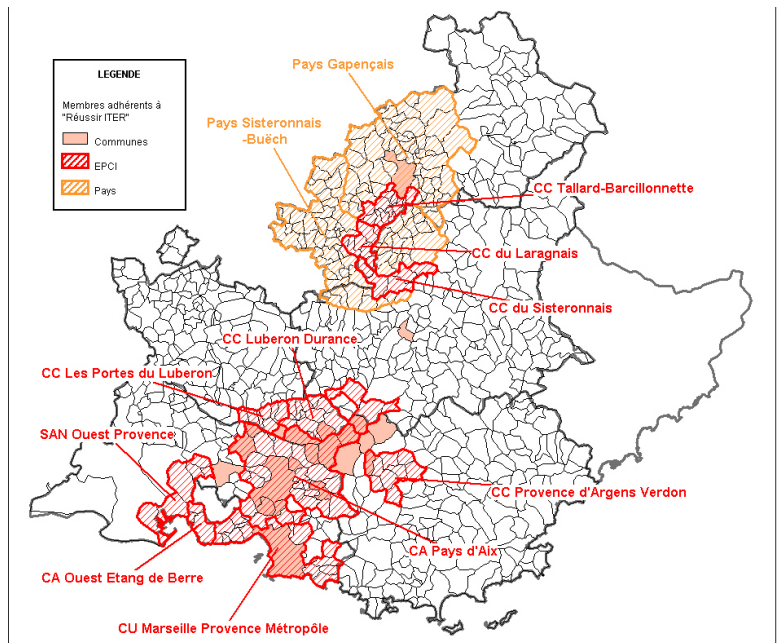 LEGENDE
Membres adhérents à
"Réussir ITER"
Communes
EPCI
Pays
Pays Gapençais
Pays Sisteronnais
-Buëch
CC Tallard-Barcillonnette
CC du Laragnais
CC du Sisteronnais
CC Luberon Durance
CC Les Portes du Luberon
SAN Ouest Provence
CC Provence d'Argens Verdon
CA Pays d'Aix
CA Ouest Etang de Berre
CU Marseille Provence Métropôle